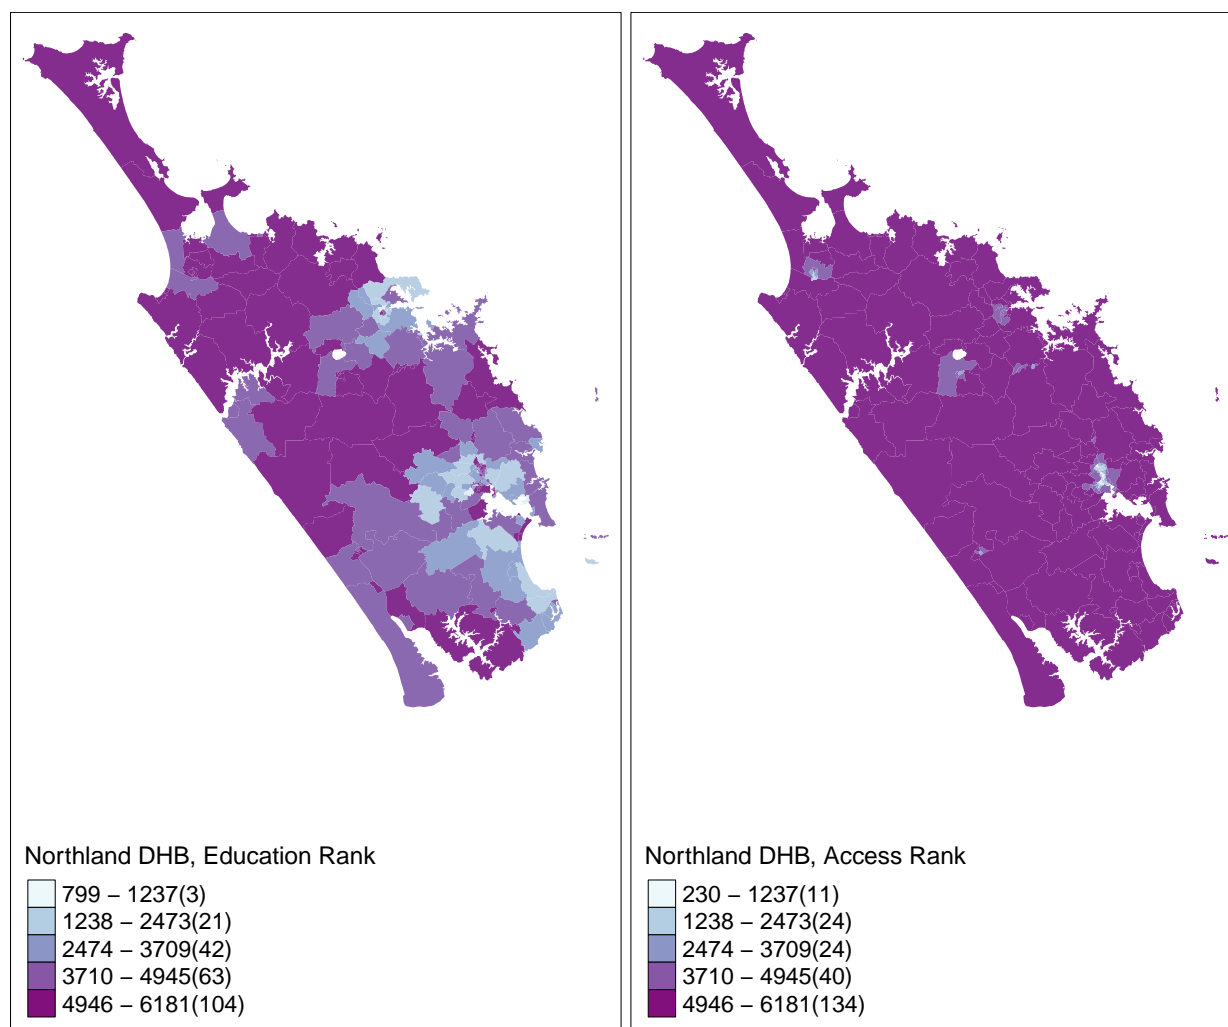 Northland DHB, Education Rank
799 – 1237(3)
1238 – 2473(21)
2474 – 3709(42)
3710 – 4945(63)
4946 – 6181(104)
Northland DHB, Access Rank
230 – 1237(11)
1238 – 2473(24)
2474 – 3709(24)
3710 – 4945(40)
4946 – 6181(134)